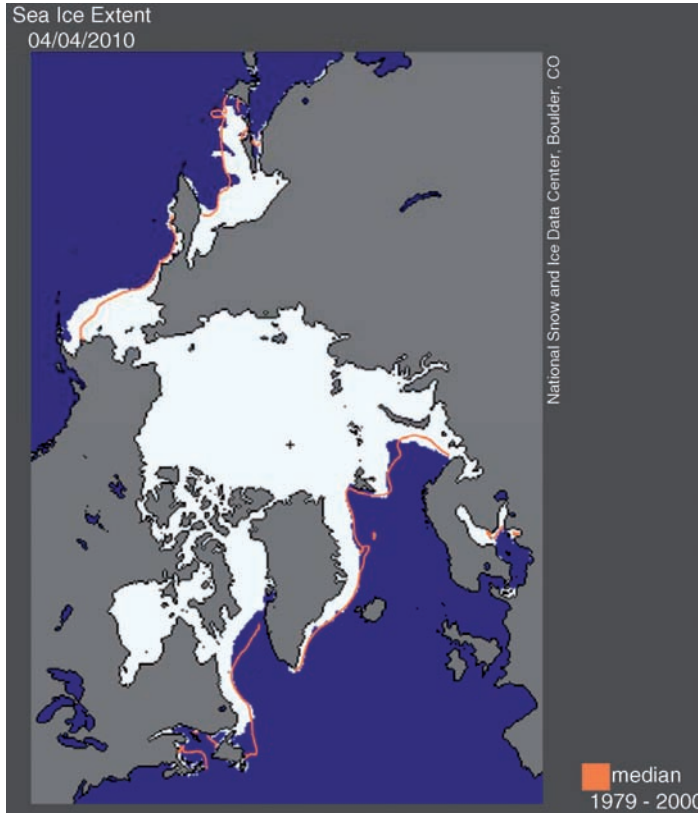 Sea Ice Extent
04/04/2010
National Snow and Ice Data Center, Boulder, CO
median
1979 - 2000